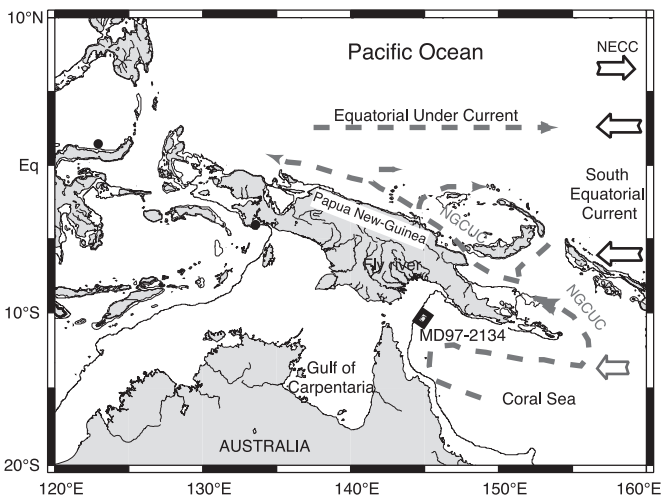 10°N
Pacific Ocean
NECC
Equatorial Under Current
Eq
South
Equatorial
Current
Papua New-Guinea
NGCUC
Fly river
NGCUC
10°S
MD97-2134
Gulf of
Carpentaria
Coral Sea
AUSTRALIA
20°S
120°E
130°E
140°E
150°E
160°E